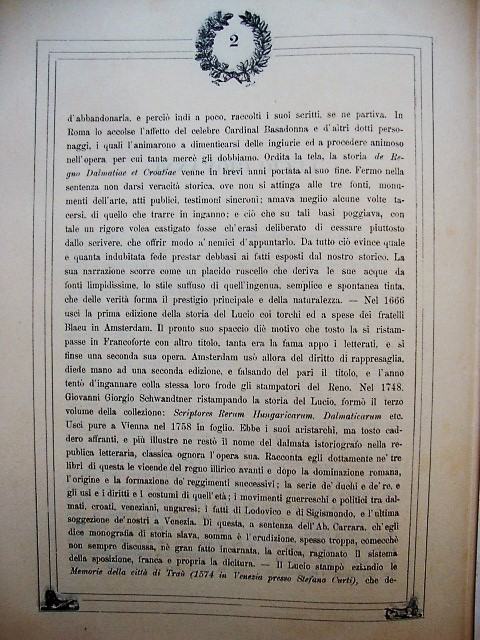 2
d'abbandonarla, e perciò indi a poco, raccolti i suoi scritti, se ne partiva. In
Roma lo accolse l'affetto del celebre Cardinal Basadonna e d'altri dotti perso-
naggi, i quali l'animarono a dimenticarsi delle ingiurie ed a procedere animoso
nell'opera, per cui tanta mercè gli dobbiamo. Ordita la tela, la storia de Re-
gno Dalmatiae et Croatiae venne in brevi anni portata al suo fine. Fermo nella
sentenza non darsi veracità storica, ove non si attinga alle tre fonti, monu-
menti dell'arte, atti publici, testimoni sincroni; amava meglio alcune volte ta-
cersi, di quello che trarre in inganno; e ciò che su tali basi poggiava, con
tale un rigore volea castigato fosse ch'erasi deliberato di cessare piuttosto
dallo scrivere, che offrir modo a' nemici d'appuntarlo. Da tutto ciò evince quale
e quanta indubitata fede prestar debbasi ai fatti esposti dal nostro storico. La
sua narrazione scorre come un placido ruscello che deriva le sue acque da
fonti limpidissime, lo stile suffuso di quell'ingenua, semplice e spontanea tinta,
che delle verità forma il prestigio principale e della naturalezza. — Nel 1666
uscì la prima edizione della storia del Lucio coi torchi ed a spese dei fratelli
Blaeu in Amsterdam. Il pronto suo spaccio diè motivo che tosto la si ristam-
passe in Francoforte con altro titolo, tanta era la fama appo i letterati, e si
finse una seconda sua opera. Amsterdam usò allora del diritto di rappresaglia,
diede mano ad una seconda edizione, e falsando del pari il titolo, e l'anno
tentò d'ingannare colla stessa loro frode gli stampatori del Reno. Nel 1748.
Giovanni Giorgio Schwandtner ristampando la storia del Lucio, formò il terzo
volume della collezione: Scriptores Rerum Hungaricarum, Dalmaticarum etc.
Uscì pure a Vienna nel 1758 in foglio. Ebbe i suoi aristarchi, ma tosto cad-
dero affranti, e più illustre ne restò il nome del dalmata istoriografo nella re-
publica letteraria, classica ognora l'opera sua. Racconta egli dottamente ne' tre
libri di questa le vicende del regno illirico avanti e dopo la dominazione romana,
l'origine e la formazione de' reggimenti successivi; la serie de' duchi e de' re, e
gli usi e i diritti e i costumi di quell'età; i movimenti guerreschi e politici tra dal-
mati, croati, veneziani, ungaresi; i fatti di Lodovico e di Sigismondo, e l'ultima
soggezione de' nostri a Venezia. Di questa, a sentenza dell'Ab. Carrara, ch'egli
dice monografia di storia slava, somma è l'erudizione, spesso troppa, comecchè
non sempre discussa, nè gran fatto incarnata, la critica, ragionato il sistema
della sposizione, franca e propria la dicitura. — Il Lucio stampò eziandio le
Memorie della città di Traù (1574 in Venezia presso Stefano Curti), che de-